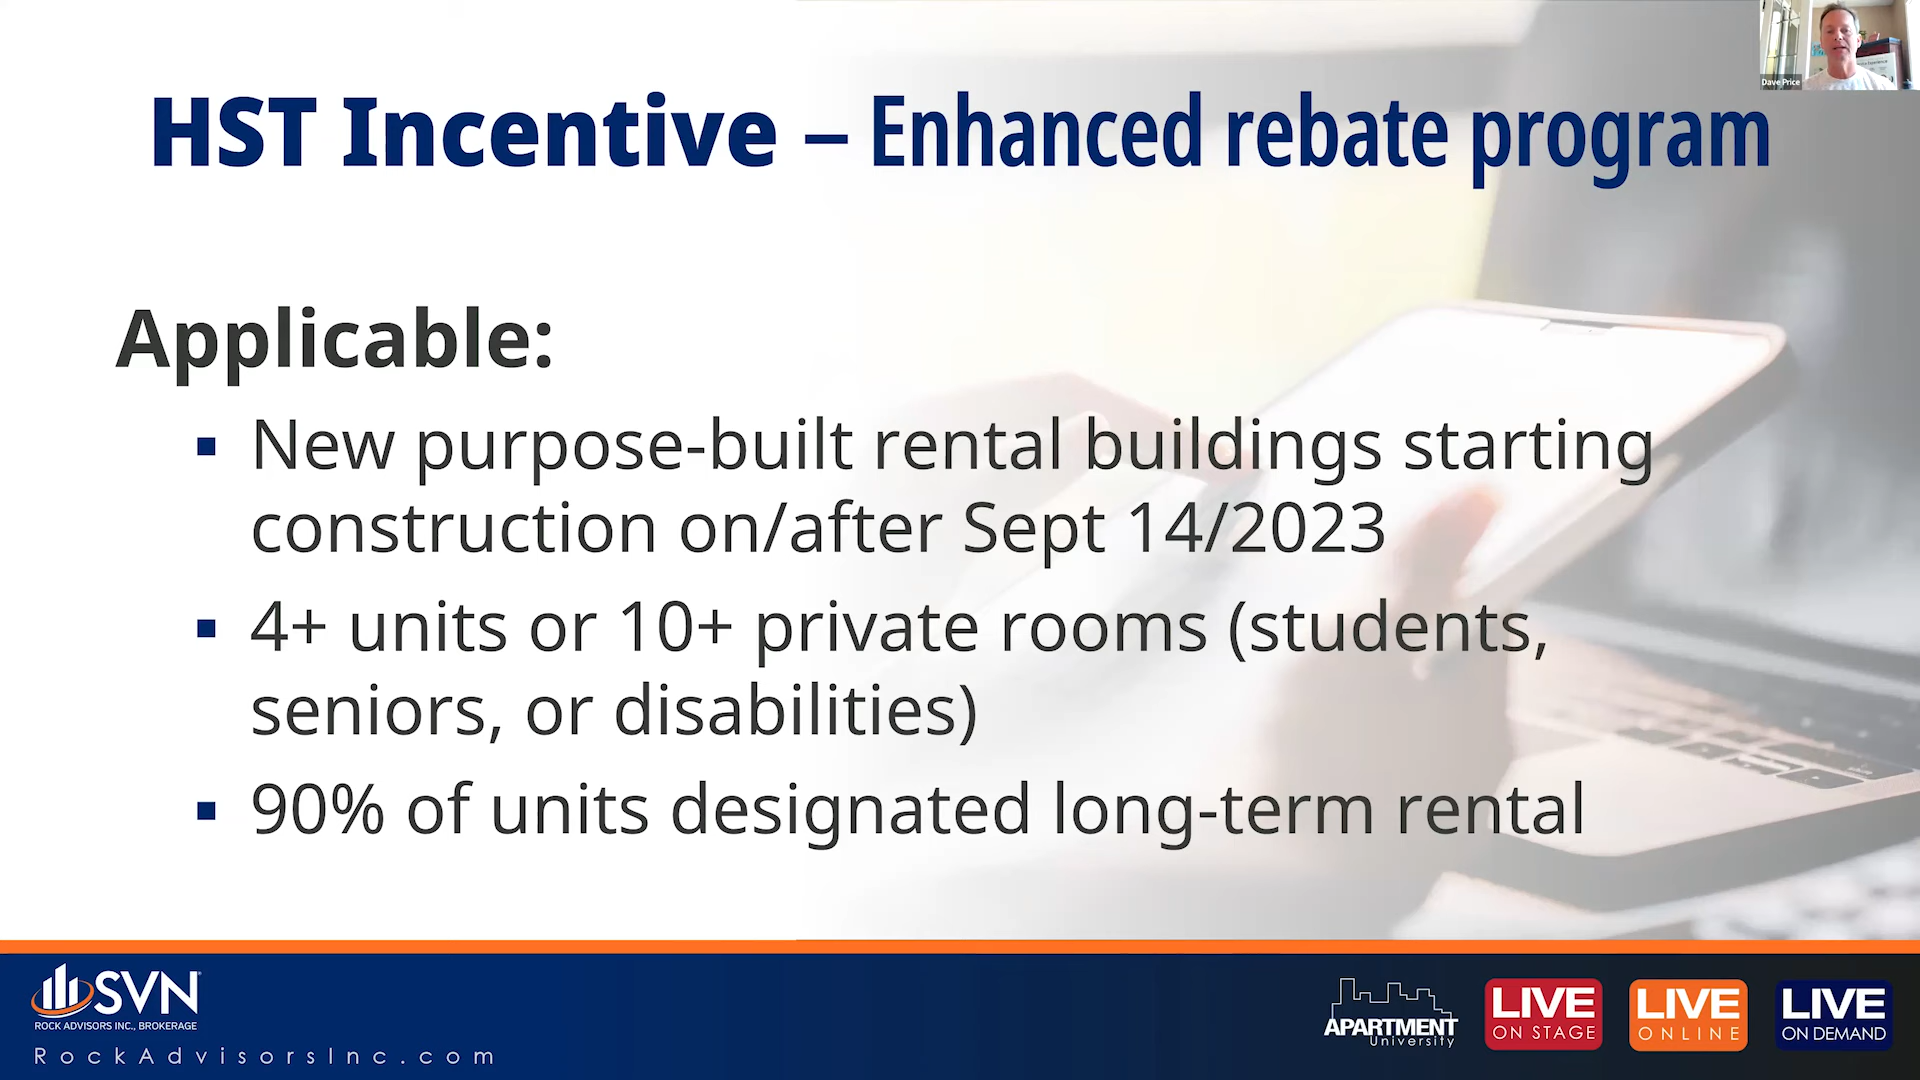 Dave Price
HST Incentive – Enhanced rebate program
Applicable:
▪ New purpose-built rental buildings starting
construction on/after Sept 14/2023
▪ 4+ units or 10+ private rooms (students,
seniors, or disabilities)
▪ 90% of units designated long-term rental
SVN®
ROCK ADVISORS INC., BROKERAGE
RockAdvisorsInc.com
APARTMENT
University
LIVE
ON STAGE
LIVE
ONLINE
LIVE
ON DEMAND